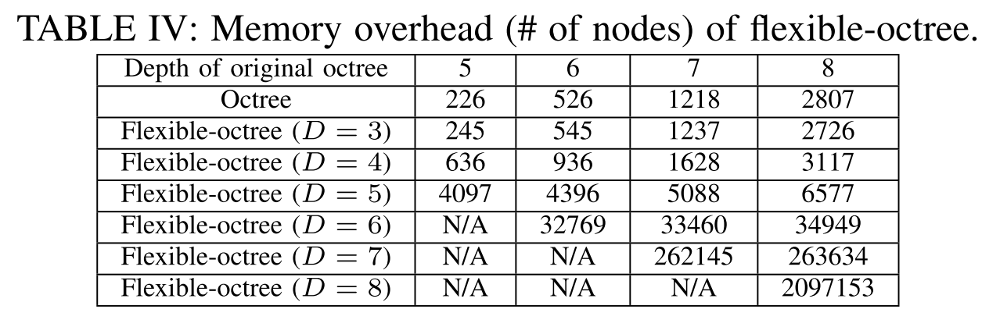 TABLE IV: Memory overhead (# of nodes) of flexible-octree.
Depth of original octree 5 6 7 8
Octree 226 526 1218 2807
Flexible-octree (D = 3) 245 545 1237 2726
Flexible-octree (D = 4) 636 936 1628 3117
Flexible-octree (D = 5) 4097 4396 5088 6577
Flexible-octree (D = 6) N/A 32769 33460 34949
Flexible-octree (D = 7) N/A N/A 262145 263634
Flexible-octree (D = 8) N/A N/A N/A 2097153